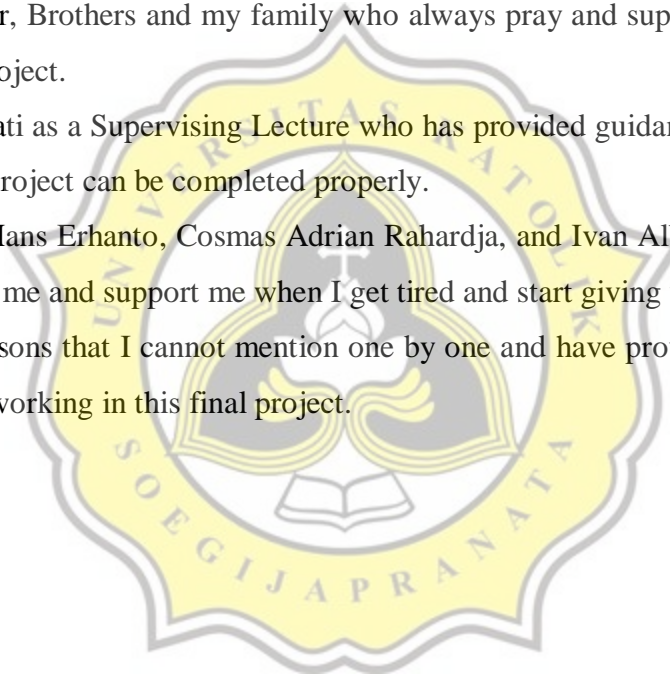 r, Brothers and my family who always pray and sup
oject.
ati as a Supervising Lecture who has provided guidan
project can be completed properly.
Hans Erhanto, Cosmas Adrian Rahardja, and Ivan Al
me and support me when I get tired and start giving
sons that I cannot mention one by one and have pro
working in this final project.
UNIVERSITAS KATOLIK
SOEGIJAPRANATA